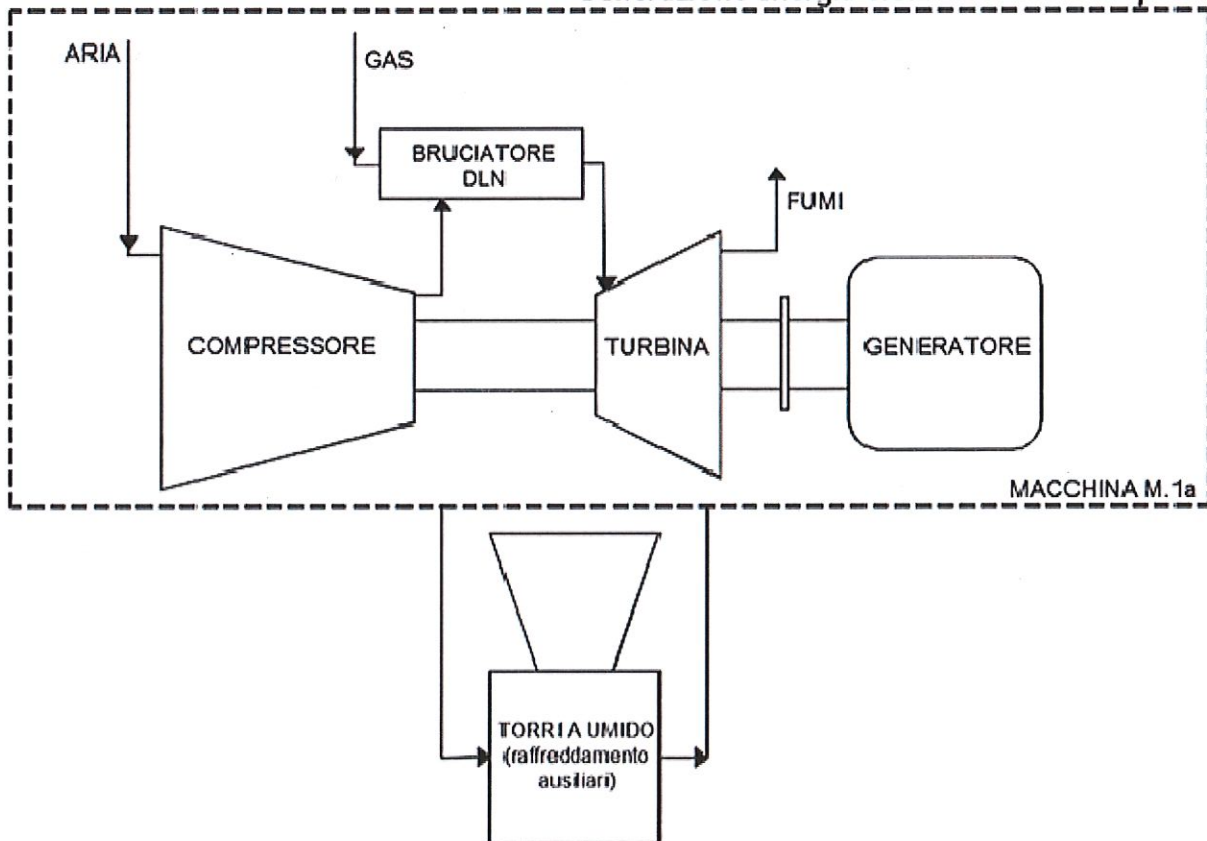 ARIA
GAS
BRUCIATORE
DLN
FUMI
COMPRESSORE
TURBINA
GENERATORE
MACCHINA M.1a
TORRI A UMIDO
(raffreddamento
ausiliari)